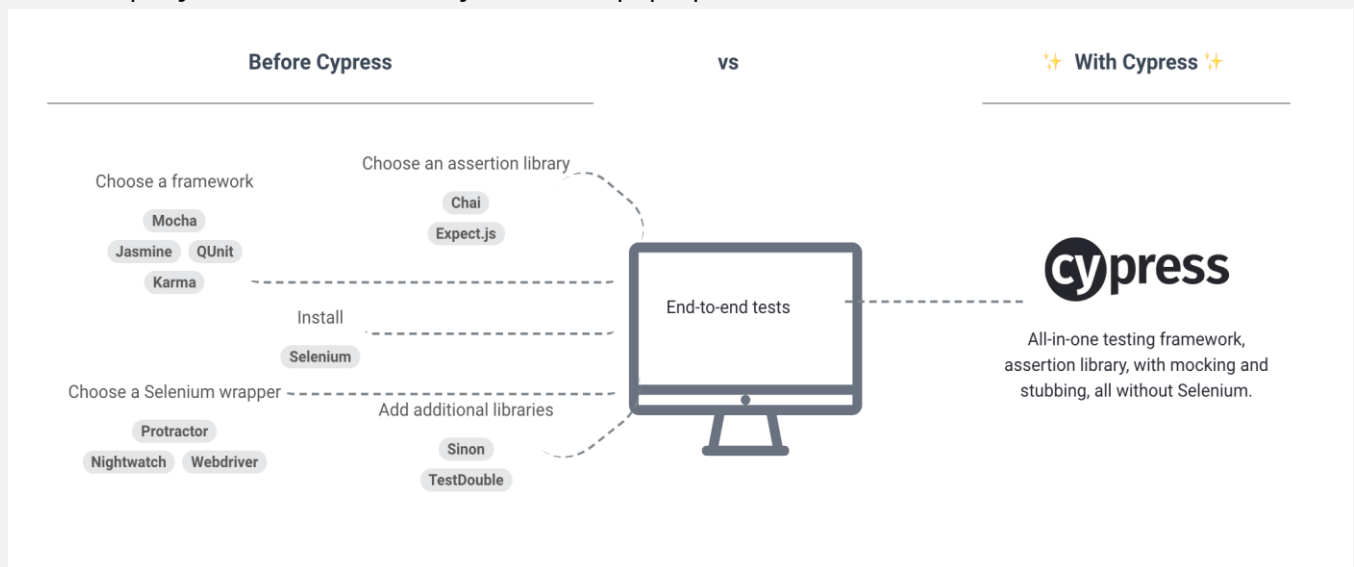 Before Cypress
vs
✨ With Cypress ✨
Choose a framework
Mocha
Jasmine QUnit
Karma
Choose an assertion library
Chai
Expect.js
Install
Selenium
Choose a Selenium wrapper
Protractor
Nightwatch Webdriver
Add additional libraries
Sinon
TestDouble
End-to-end tests
cypress
All-in-one testing framework,
assertion library, with mocking and
stubbing, all without Selenium.